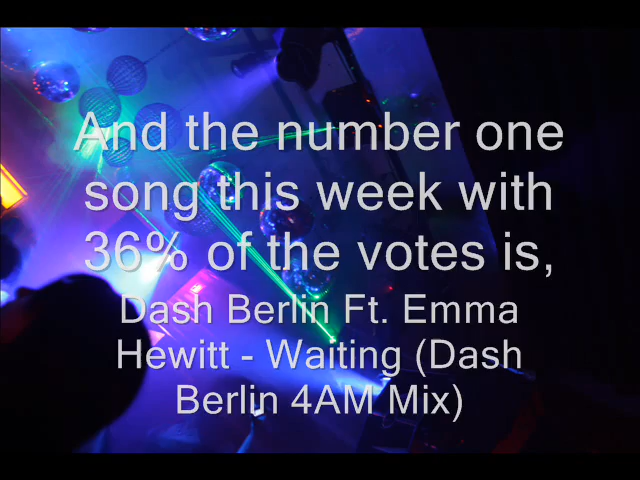 And the number one
song this week with
36% of the votes is,
Dash Berlin Ft. Emma
Hewitt - Waiting (Dash
Berlin 4AM Mix)